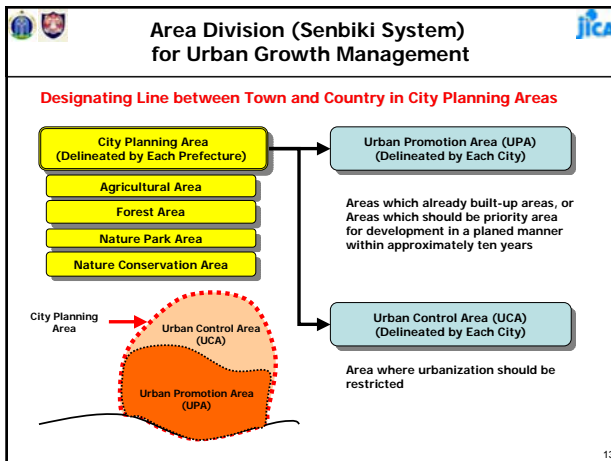 Area Division (Senbiki System)
for Urban Growth Management
jica
Designating Line between Town and Country in City Planning Areas
City Planning Area
(Delineated by Each Prefecture)
Agricultural Area
Forest Area
Nature Park Area
Nature Conservation Area
Urban Promotion Area (UPA)
(Delineated by Each City)
Areas which already built-up areas, or
Areas which should be priority area
for development in a planed manner
within approximately ten years
Urban Control Area (UCA)
(Delineated by Each City)
Area where urbanization should be
restricted
City Planning
Area
Urban Control Area
(UCA)
Urban Promotion Area
(UPA)
13